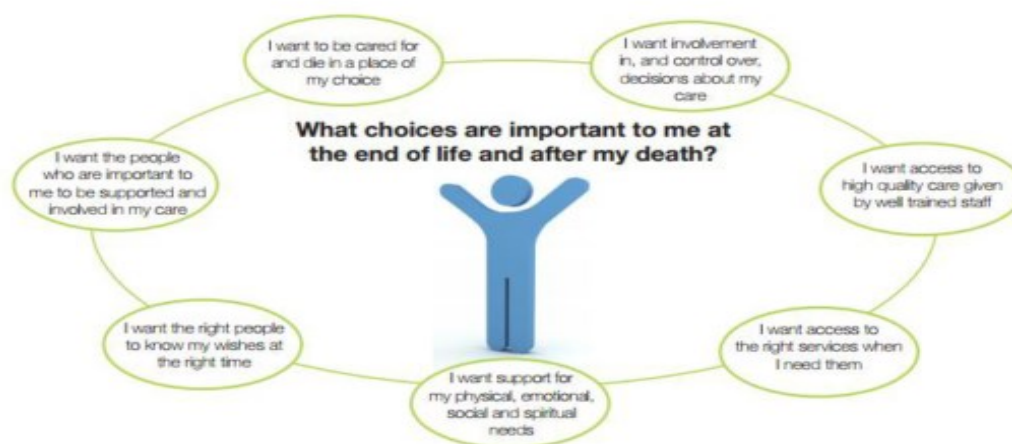 I want to be cared for
and die in a place of
my choice
I want involvement
in, and control over,
decisions about my
care
What choices are important to me at
the end of life and after my death?
I want the people
who are important to
me to be supported and
involved in my care
I want access to
high quality care given
by well trained staff
I want the right people
to know my wishes at
the right time
I want access to
the right services when
I need them
I want support for
my physical, emotional,
social and spiritual
needs